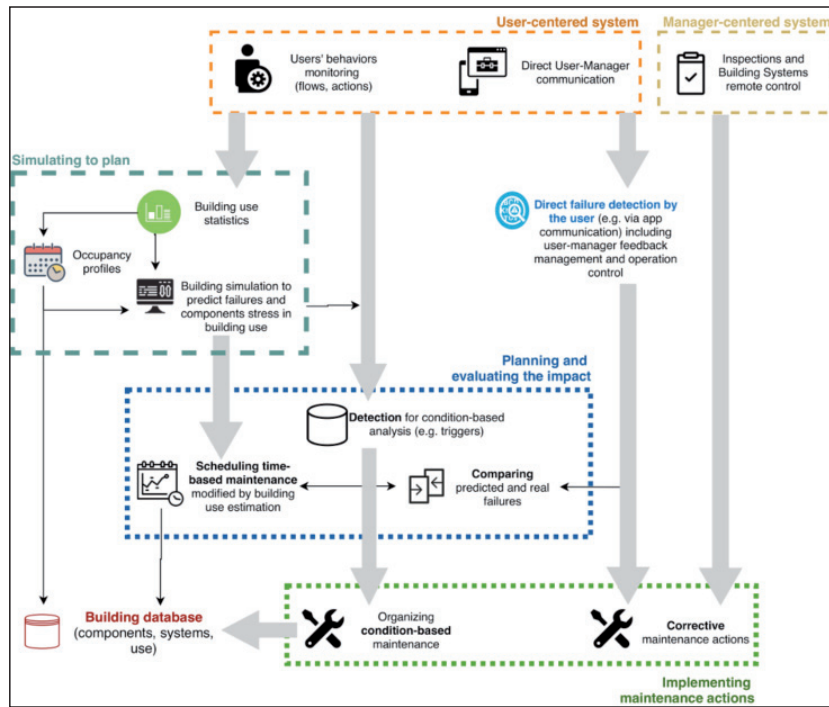 User-centered system
Manager-centered system
Users' behaviors
monitoring
(flows, actions)
Direct User-Manager
communication
Inspections and
Building Systems
remote control
Simulating to plan
Building use
statistics
Occupancy
profiles
Building simulation to
predict failures and
components stress in
building use
Direct failure detection by
the user (e.g. via app
communication) including
user-manager feedback
management and operation
control
Planning and
evaluating the impact
Detection for condition-based
analysis (e.g. triggers)
Scheduling time-
based maintenance
modified by building
use estimation
Comparing
predicted and real
failures
Building database
(components, systems,
use)
Organizing
condition-based
maintenance
Corrective
maintenance actions
Implementing
maintenance actions